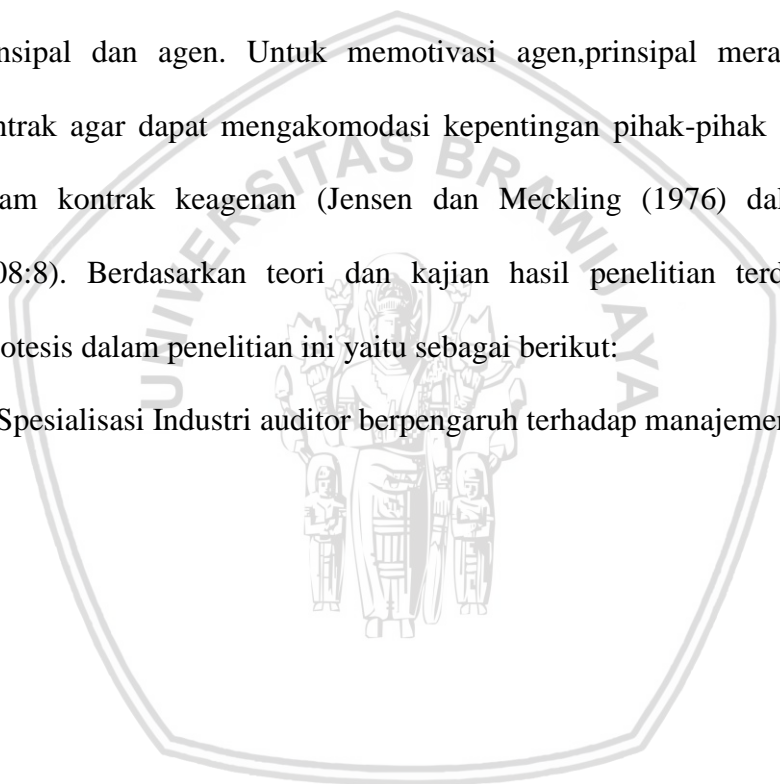 nsipal dan agen. Untuk memotivasi agen,prinsipal mera
ntrak agar dapat mengakomodasi kepentingan pihak-pihak
am kontrak keagenan (Jensen dan Meckling (1976) dal
08:8). Berdasarkan teori dan kajian hasil penelitian terd
otesis dalam penelitian ini yaitu sebagai berikut:
Spesialisasi Industri auditor berpengaruh terhadap manajemen
UNIVERSITAS BRAWIJAYA